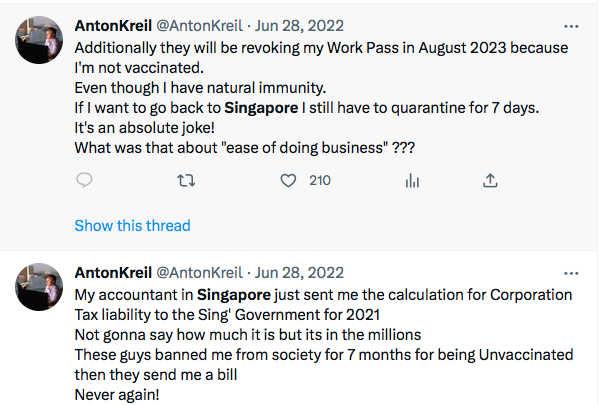 AntonKreil @AntonKreil · Jun 28, 2022
Additionally they will be revoking my Work Pass in August 2023 because
I'm not vaccinated.
Even though I have natural immunity.
If I want to go back to Singapore I still have to quarantine for 7 days.
It's an absolute joke!
What was that about "ease of doing business" ???
210
Show this thread
AntonKreil @AntonKreil · Jun 28, 2022
My accountant in Singapore just sent me the calculation for Corporation
Tax liability to the Sing' Government for 2021
Not gonna say how much it is but its in the millions
These guys banned me from society for 7 months for being Unvaccinated
then they send me a bill
Never again!